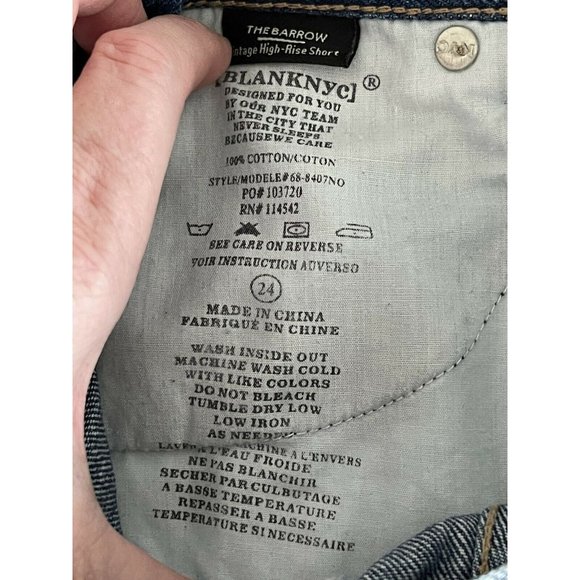 THE BARROW
ntage High-Rise Short
[BLANKNYC]®
DESIGNED FOR YOU
BY OUR NYC TEAM
IN THE CITY THAT
NEVER SLEEPS
BECAUSE WE CARE
100% COTTON/COTON
STYLE/MODELE#68-8407NO
PO# 103720
RN# 114542
SEE CARE ON REVERSE
VOIR INSTRUCTION AUVERSO
24
MADE IN CHINA
FABRIQUÉ EN CHINE
WASH INSIDE OUT
MACHINE WASH COLD
WITH LIKE COLORS
DO NOT BLEACH
TUMBLE DRY LOW
LOW IRON
AS NEEDED
MACHINE A L'ENVERS
LAVER A L'EAU FROIDE
NE PAS BLANCHIR
SECHER PAR CULBUTAGE
A BASSE TEMPERATURE
REPASSER A BASSE
TEMPERATURE SI NECESSAIRE